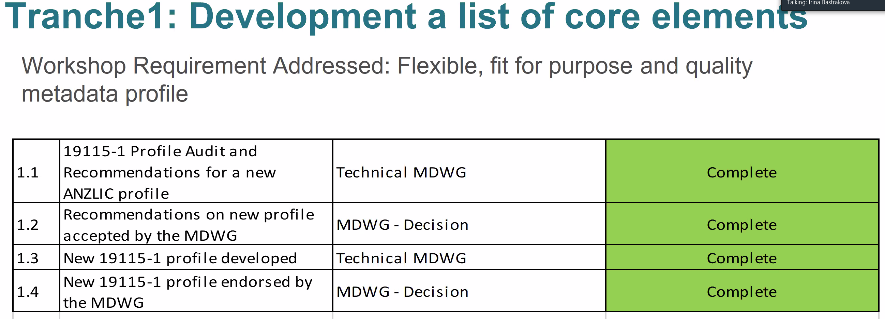 Tranche1: Development a list of core elements
Talking: Irina Bastrakova
Workshop Requirement Addressed: Flexible, fit for purpose and quality
metadata profile
1.1
19115-1 Profile Audit and
Recommendations for a new
ANZLIC profile
Technical MDWG
Complete
1.2
Recommendations on new profile
accepted by the MDWG
MDWG - Decision
Complete
1.3
New 19115-1 profile developed
Technical MDWG
Complete
1.4
New 19115-1 profile endorsed by
the MDWG
MDWG - Decision
Complete